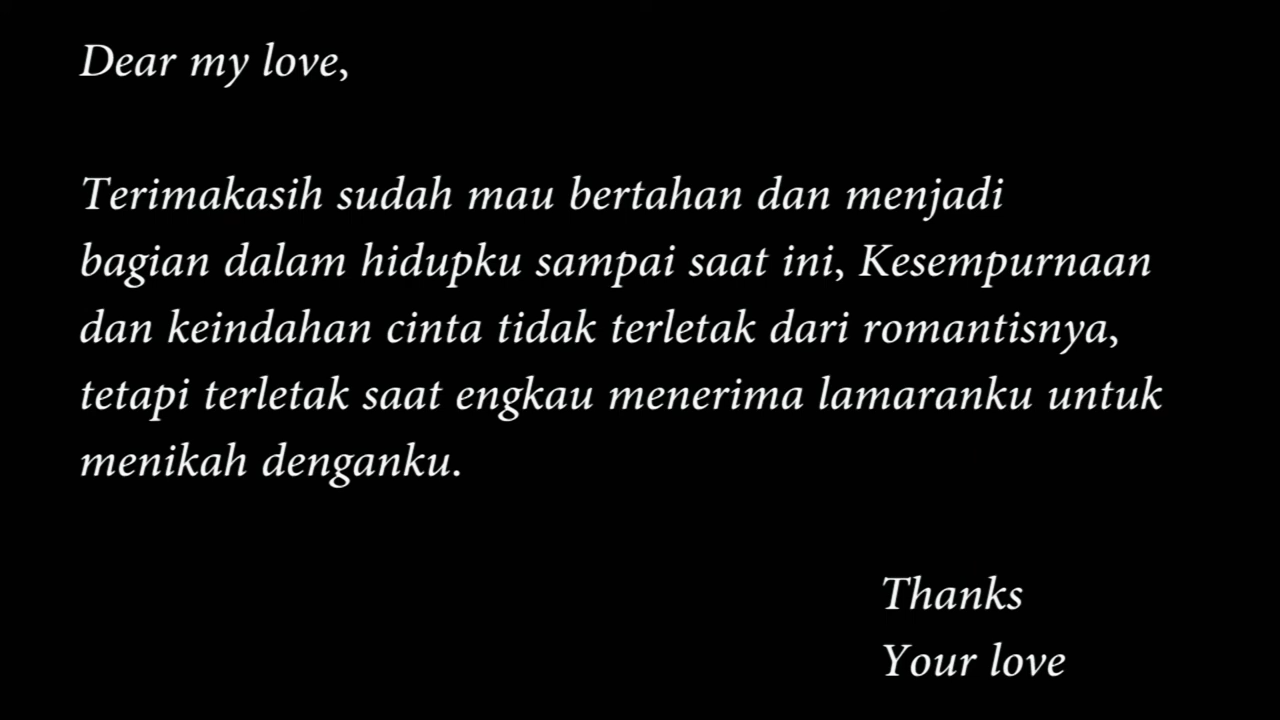 Dear my love,
Terimakasih sudah mau bertahan dan menjadi
bagian dalam hidupku sampai saat ini, Kesempurnaan
dan keindahan cinta tidak terletak dari romantisnya,
tetapi terletak saat engkau menerima lamaranku untuk
menikah denganku.
Thanks
Your love